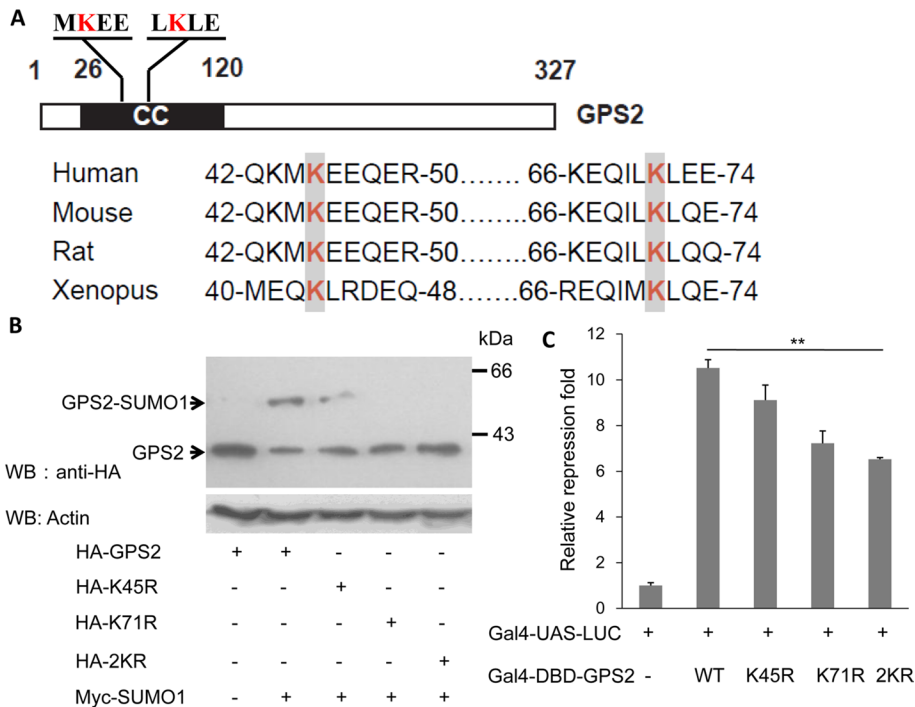 A
MKEE LKLE
1 26 120 327
CC
GPS2
Human 42-QKMKEEQER-50....... 66-KEQILKLEE-74
Mouse 42-QKMKEEQER-50........66-KEQILKLQE-74
Rat 42-QKMKEEQER-50....... 66-KEQILKLQQ-74
Xenopus 40-MEQKLRDEQ-48.......66-REQIMKLQE-74
B
kDa
66
GPS2-SUMO1
43
GPS2
WB : anti-HA
WB: Actin
HA-GPS2 + + - - -
HA-K45R - - + - -
HA-K71R - - - + -
HA-2KR - - - - +
Myc-SUMO1 - + + + +
C
Relative repression fold
12
10
8
6
4
2
0
**
Gal4-UAS-LUC + + + + +
Gal4-DBD-GPS2 - WT K45R K71R 2KR